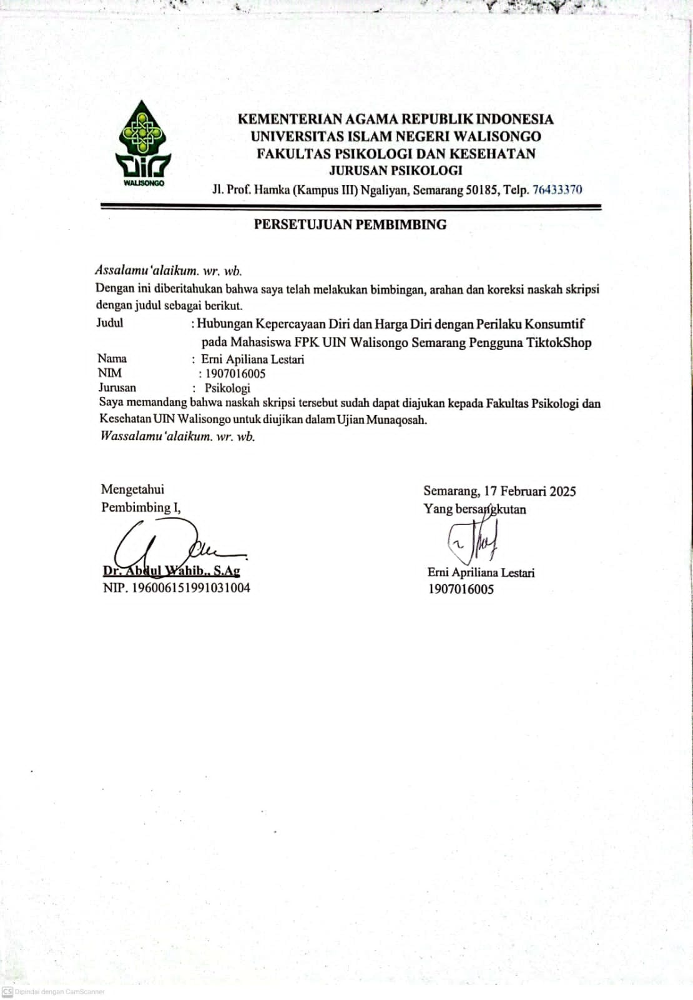 KEMENTERIAN AGAMA REPUBLIK INDONESIA
UNIVERSITAS ISLAM NEGERI WALISONGO
FAKULTAS PSIKOLOGI DAN KESEHATAN
JURUSAN PSIKOLOGI
WALISONGO
Jl. Prof. Hamka (Kampus III) Ngaliyan, Semarang 50185, Telp. 76433370
PERSETUJUAN PEMBIMBING
Assalamu‘alaikum. wr. wb.
Dengan ini diberitahukan bahwa saya telah melakukan bimbingan, arahan dan koreksi naskah skripsi
dengan judul sebagai berikut.
Judul : Hubungan Kepercayaan Diri dan Harga Diri dengan Perilaku Konsumtif
pada Mahasiswa FPK UIN Walisongo Semarang Pengguna TiktokShop
Nama : Erni Apiliana Lestari
NIM : 1907016005
Jurusan : Psikologi
Saya memandang bahwa naskah skripsi tersebut sudah dapat diajukan kepada Fakultas Psikologi dan
Kesehatan UIN Walisongo untuk diujikan dalam Ujian Munaqosah.
Wassalamu‘alaikum. wr. wb.
Mengetahui
Pembimbing I,
Dr. Abdul Wahib., S.Ag
NIP. 196006151991031004
Semarang, 17 Februari 2025
Yang bersangkutan
Erni Apriliana Lestari
1907016005
CS Dipindai dengan CamScanner